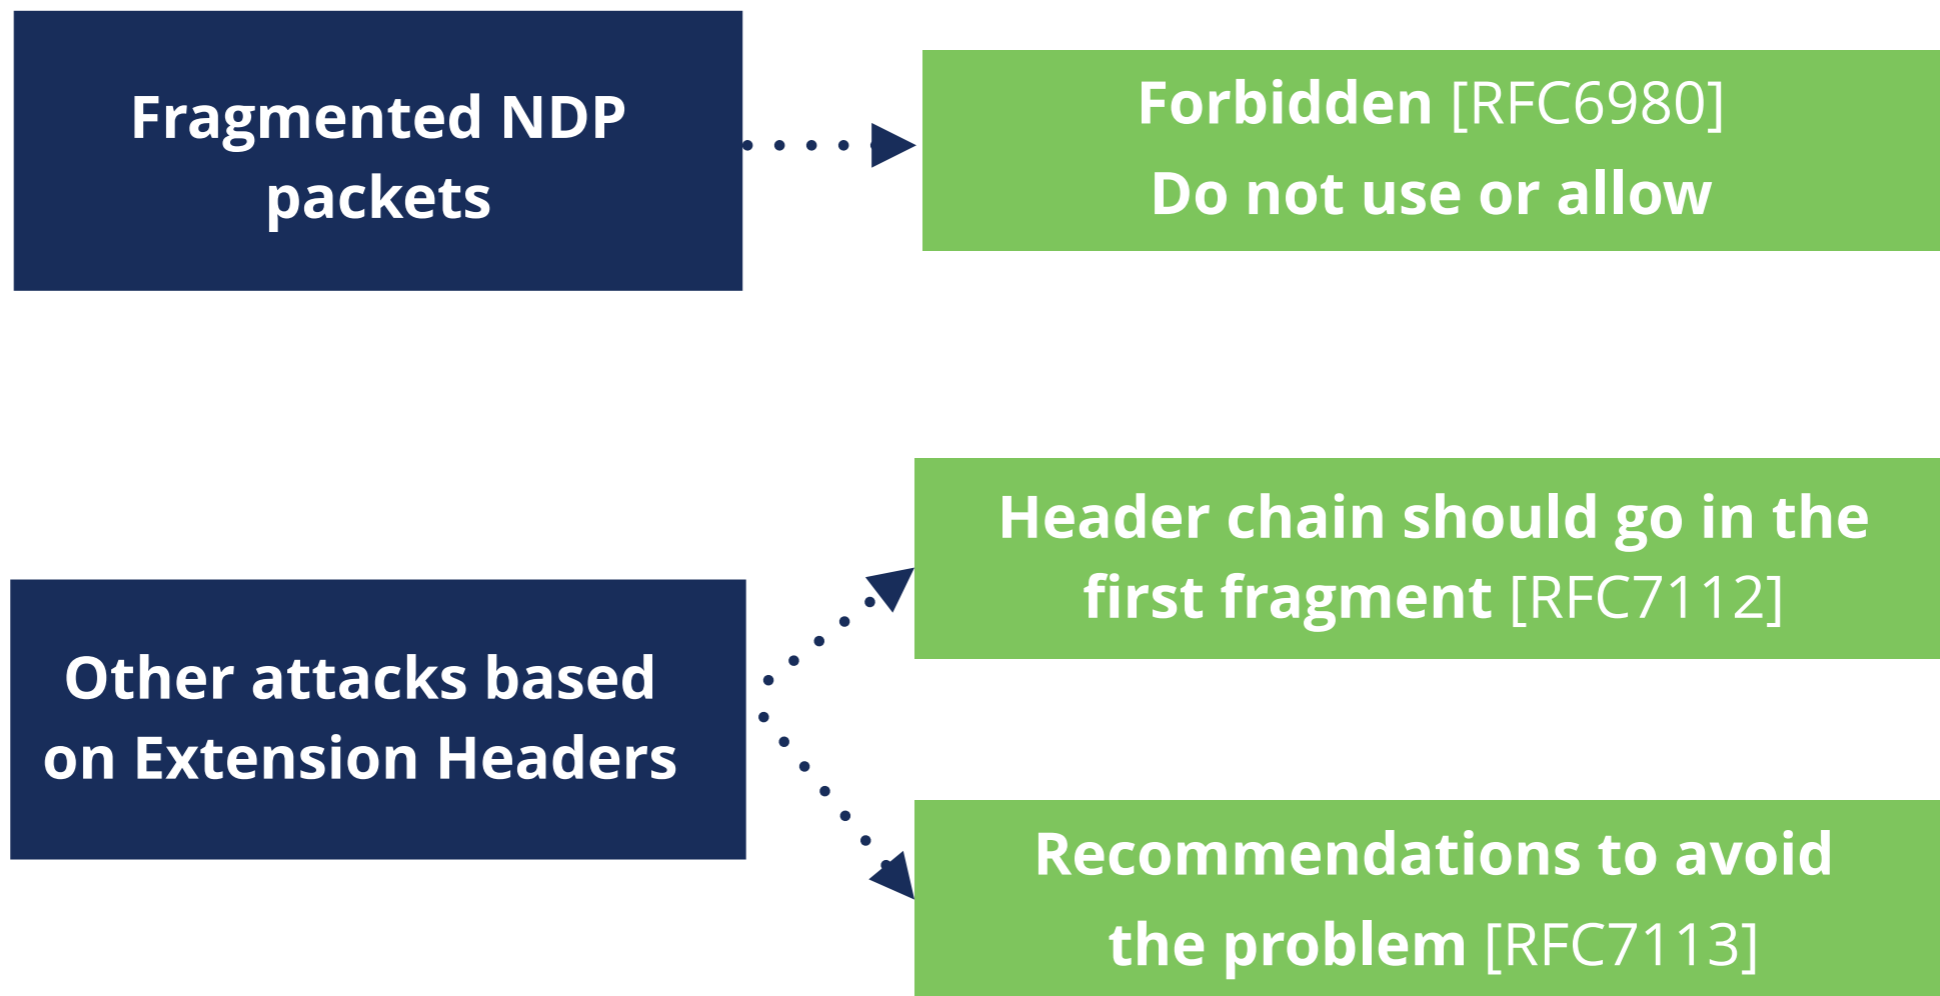 Fragmented NDP
packets
Forbidden [RFC6980]
Do not use or allow
Other attacks based
on Extension Headers
Header chain should go in the
first fragment [RFC7112]
Recommendations to avoid
the problem [RFC7113]